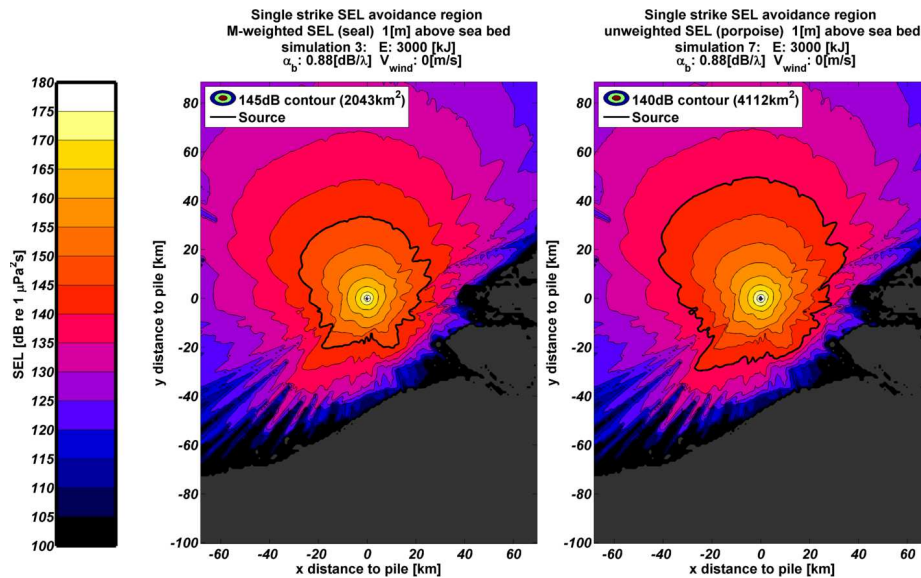 Single strike SEL avoidance region
M-weighted SEL (seal) 1[m] above sea bed
simulation 3: E: 3000 [kJ]
α_b: 0.88[dB/λ] V_wind: 0[m/s]
Single strike SEL avoidance region
unweighted SEL (porpoise) 1[m] above sea bed
simulation 7: E: 3000 [kJ]
α_b: 0.88[dB/λ] V_wind: 0[m/s]
180
175
170
165
160
155
150
145
140
135
130
125
120
115
110
105
100
SEL [dB re 1 μPa²s]
145dB contour (2043km²)
Source
80
60
40
20
0
-20
-40
-60
-80
-100
y distance to pile [km]
-60 -40 -20 0 20 40 60
x distance to pile [km]
140dB contour (4112km²)
Source
80
60
40
20
0
-20
-40
-60
-80
-100
y distance to pile [km]
-60 -40 -20 0 20 40 60
x distance to pile [km]